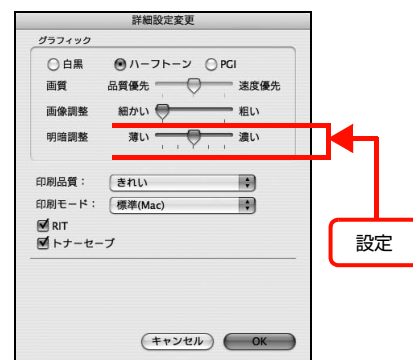 詳細設定変更
グラフィック
白黒 ハーフトーン PGI
画質 品質優先 速度優先
画像調整 細かい 粗い
明暗調整 薄い 濃い
印刷品質： きれい
印刷モード： 標準(Mac)
RIT
トナーセーブ
設定
キャンセル OK